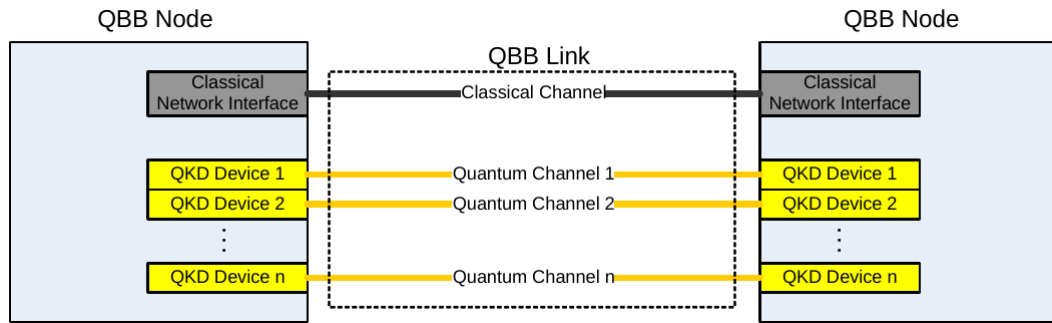 QBB Node
QBB Node
QBB Link
Classical
Network Interface
Classical Channel
Classical
Network Interface
QKD Device 1
Quantum Channel 1
QKD Device 1
QKD Device 2
Quantum Channel 2
QKD Device 2
⋮
⋮
QKD Device n
Quantum Channel n
QKD Device n